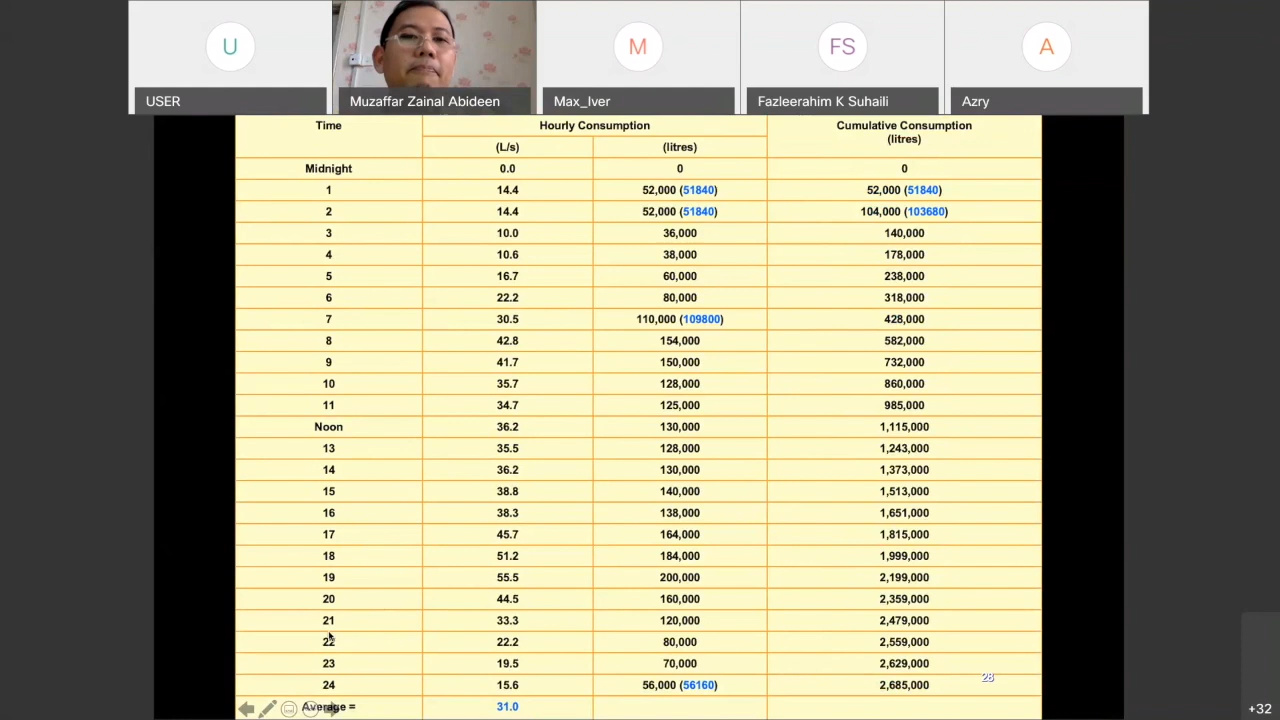 U
M
FS
A
USER
Muzaffar Zainal Abideen
Max_Iver
Fazleerahim K Suhaili
Azry
Time Hourly Consumption Cumulative Consumption
(litres)
(L/s) (litres)
Midnight 0.0 0 0
1 14.4 52,000 (51840) 52,000 (51840)
2 14.4 52,000 (51840) 104,000 (103680)
3 10.0 36,000 140,000
4 10.6 38,000 178,000
5 16.7 60,000 238,000
6 22.2 80,000 318,000
7 30.5 110,000 (109800) 428,000
8 42.8 154,000 582,000
9 41.7 150,000 732,000
10 35.7 128,000 860,000
11 34.7 125,000 985,000
Noon 36.2 130,000 1,115,000
13 35.5 128,000 1,243,000
14 36.2 130,000 1,373,000
15 38.8 140,000 1,513,000
16 38.3 138,000 1,651,000
17 45.7 164,000 1,815,000
18 51.2 184,000 1,999,000
19 55.5 200,000 2,199,000
20 44.5 160,000 2,359,000
21 33.3 120,000 2,479,000
22 22.2 80,000 2,559,000
23 19.5 70,000 2,629,000
28
24 15.6 56,000 (56160) 2,685,000
Average = 31.0
+32